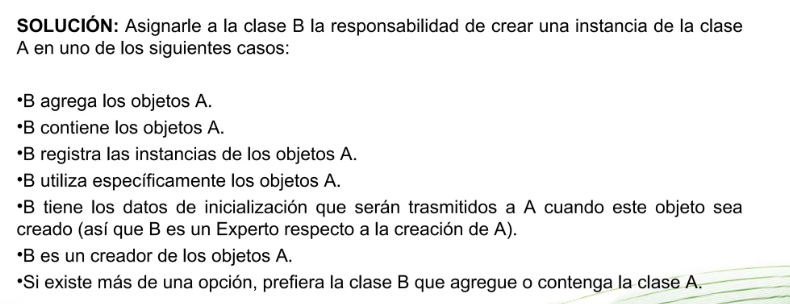 SOLUCIÓN: Asignarle a la clase B la responsabilidad de crear una instancia de la clase
A en uno de los siguientes casos:
•B agrega los objetos A.
•B contiene los objetos A.
•B registra las instancias de los objetos A.
•B utiliza específicamente los objetos A.
•B tiene los datos de inicialización que serán trasmitidos a A cuando este objeto sea
creado (así que B es un Experto respecto a la creación de A).
•B es un creador de los objetos A.
•Si existe más de una opción, prefiera la clase B que agregue o contenga la clase A.